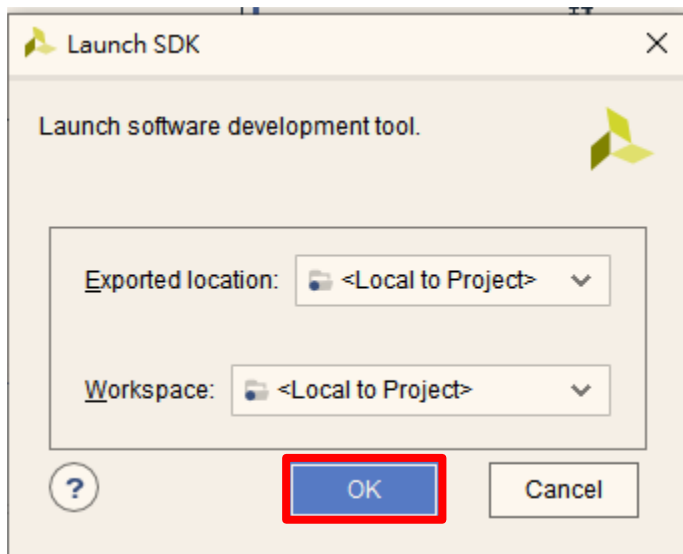 Launch SDK
Launch software development tool.
Exported location: <Local to Project>
Workspace: <Local to Project>
? OK Cancel